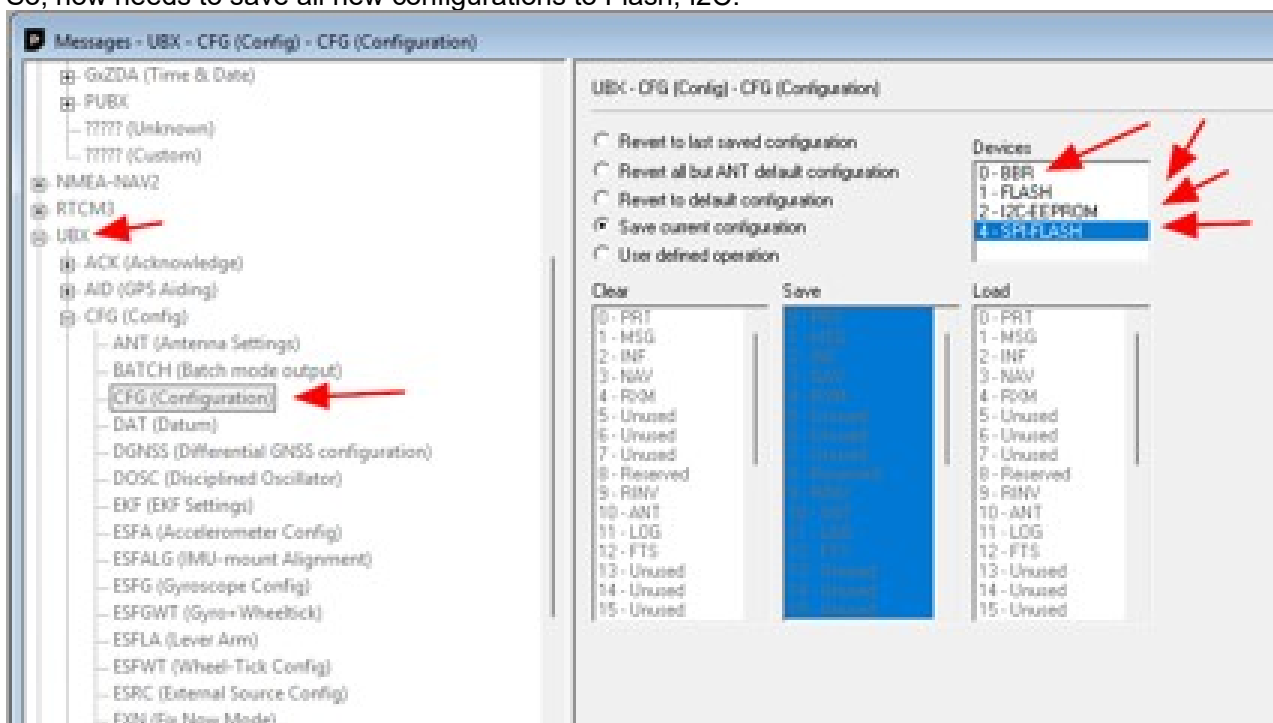 So, now needs to save all new configurations to Flash, I2C.
Messages - UBX - CFG (Config) - CFG (Configuration)
GxZDA (Time & Date)
PUBX
????? (Unknown)
????? (Custom)
NMEA-NAV2
RTCM3
UBX
ACK (Acknowledge)
AID (GPS Aiding)
CFG (Config)
ANT (Antenna Settings)
BATCH (Batch mode output)
CFG (Configuration)
DAT (Datum)
DGNSS (Differential GNSS configuration)
DOSC (Disciplined Oscillator)
EKF (EKF Settings)
ESFA (Accelerometer Config)
ESFALG (IMU-mount Alignment)
ESFG (Gyroscope Config)
ESFGWT (Gyro+Wheeltick)
ESFLA (Lever Arm)
ESFWT (Wheel-Tick Config)
ESRC (External Source Config)
FXN (Fix Now Mode)
UBX - CFG (Config) - CFG (Configuration)
Revert to last saved configuration
Revert all but ANT default configuration
Revert to default configuration
Save current configuration
User defined operation
Devices
0 - BBR
1 - FLASH
2 - I2C-EEPROM
4 - SPI-FLASH
Clear
0 - PRT
1 - MSG
2 - INF
3 - NAV
4 - RXM
5 - Unused
6 - Unused
7 - Unused
8 - Reserved
9 - RINV
10 - ANT
11 - LOG
12 - FTS
13 - Unused
14 - Unused
15 - Unused
Save
Load
0 - PRT
1 - MSG
2 - INF
3 - NAV
4 - RXM
5 - Unused
6 - Unused
7 - Unused
8 - Reserved
9 - RINV
10 - ANT
11 - LOG
12 - FTS
13 - Unused
14 - Unused
15 - Unused